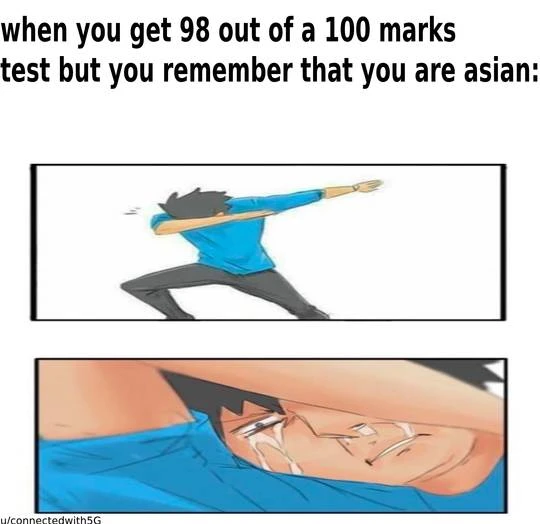 when you get 98 out of a 100 marks
test but you remember that you are asian:
u/connectedwith5G